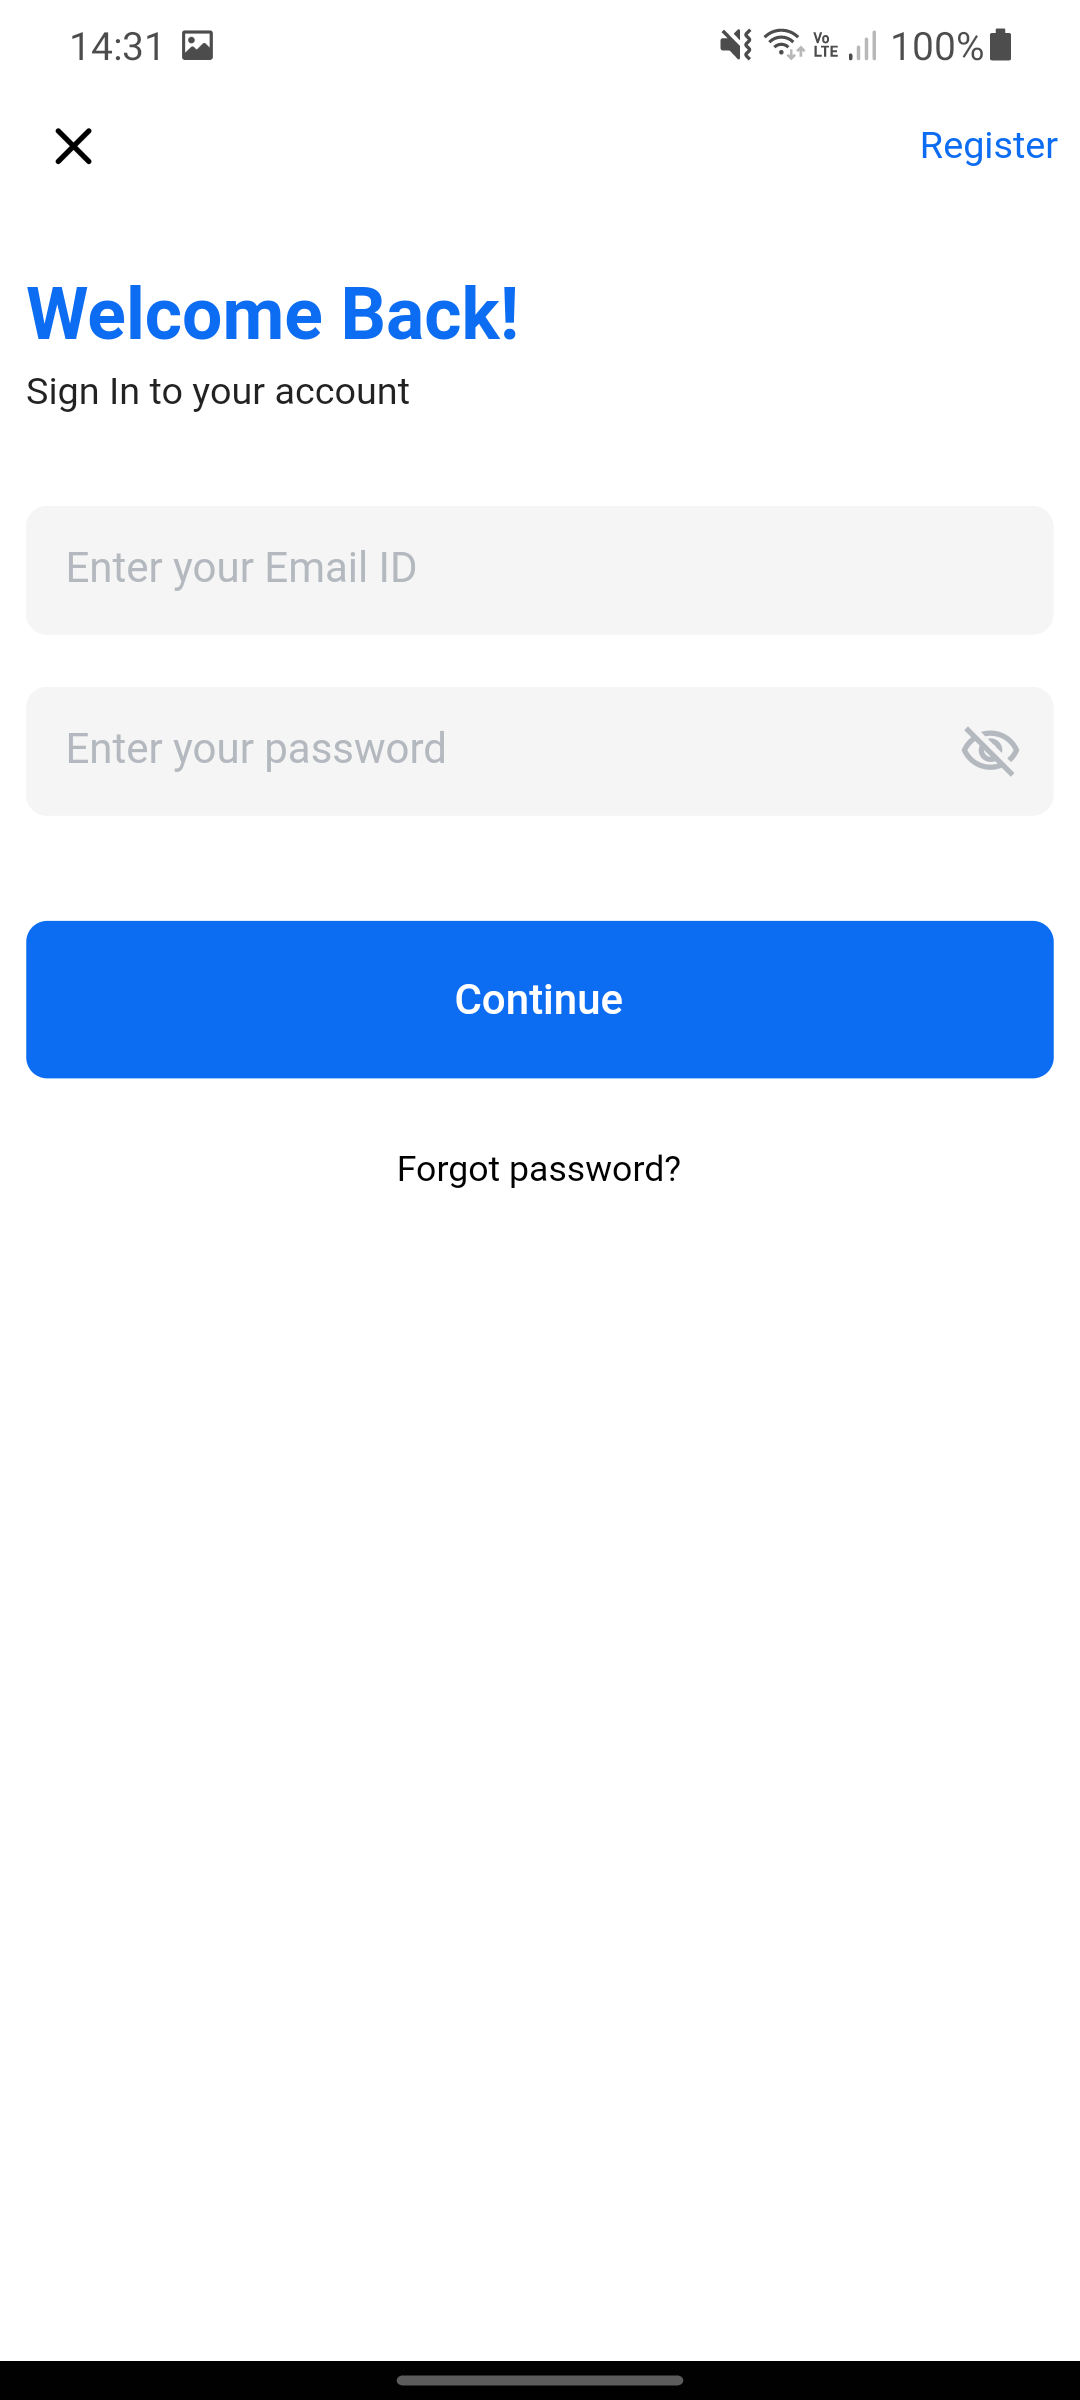 14:31 Vo LTE 100%
Register
Welcome Back!
Sign In to your account
Enter your Email ID
Enter your password
Continue
Forgot password?